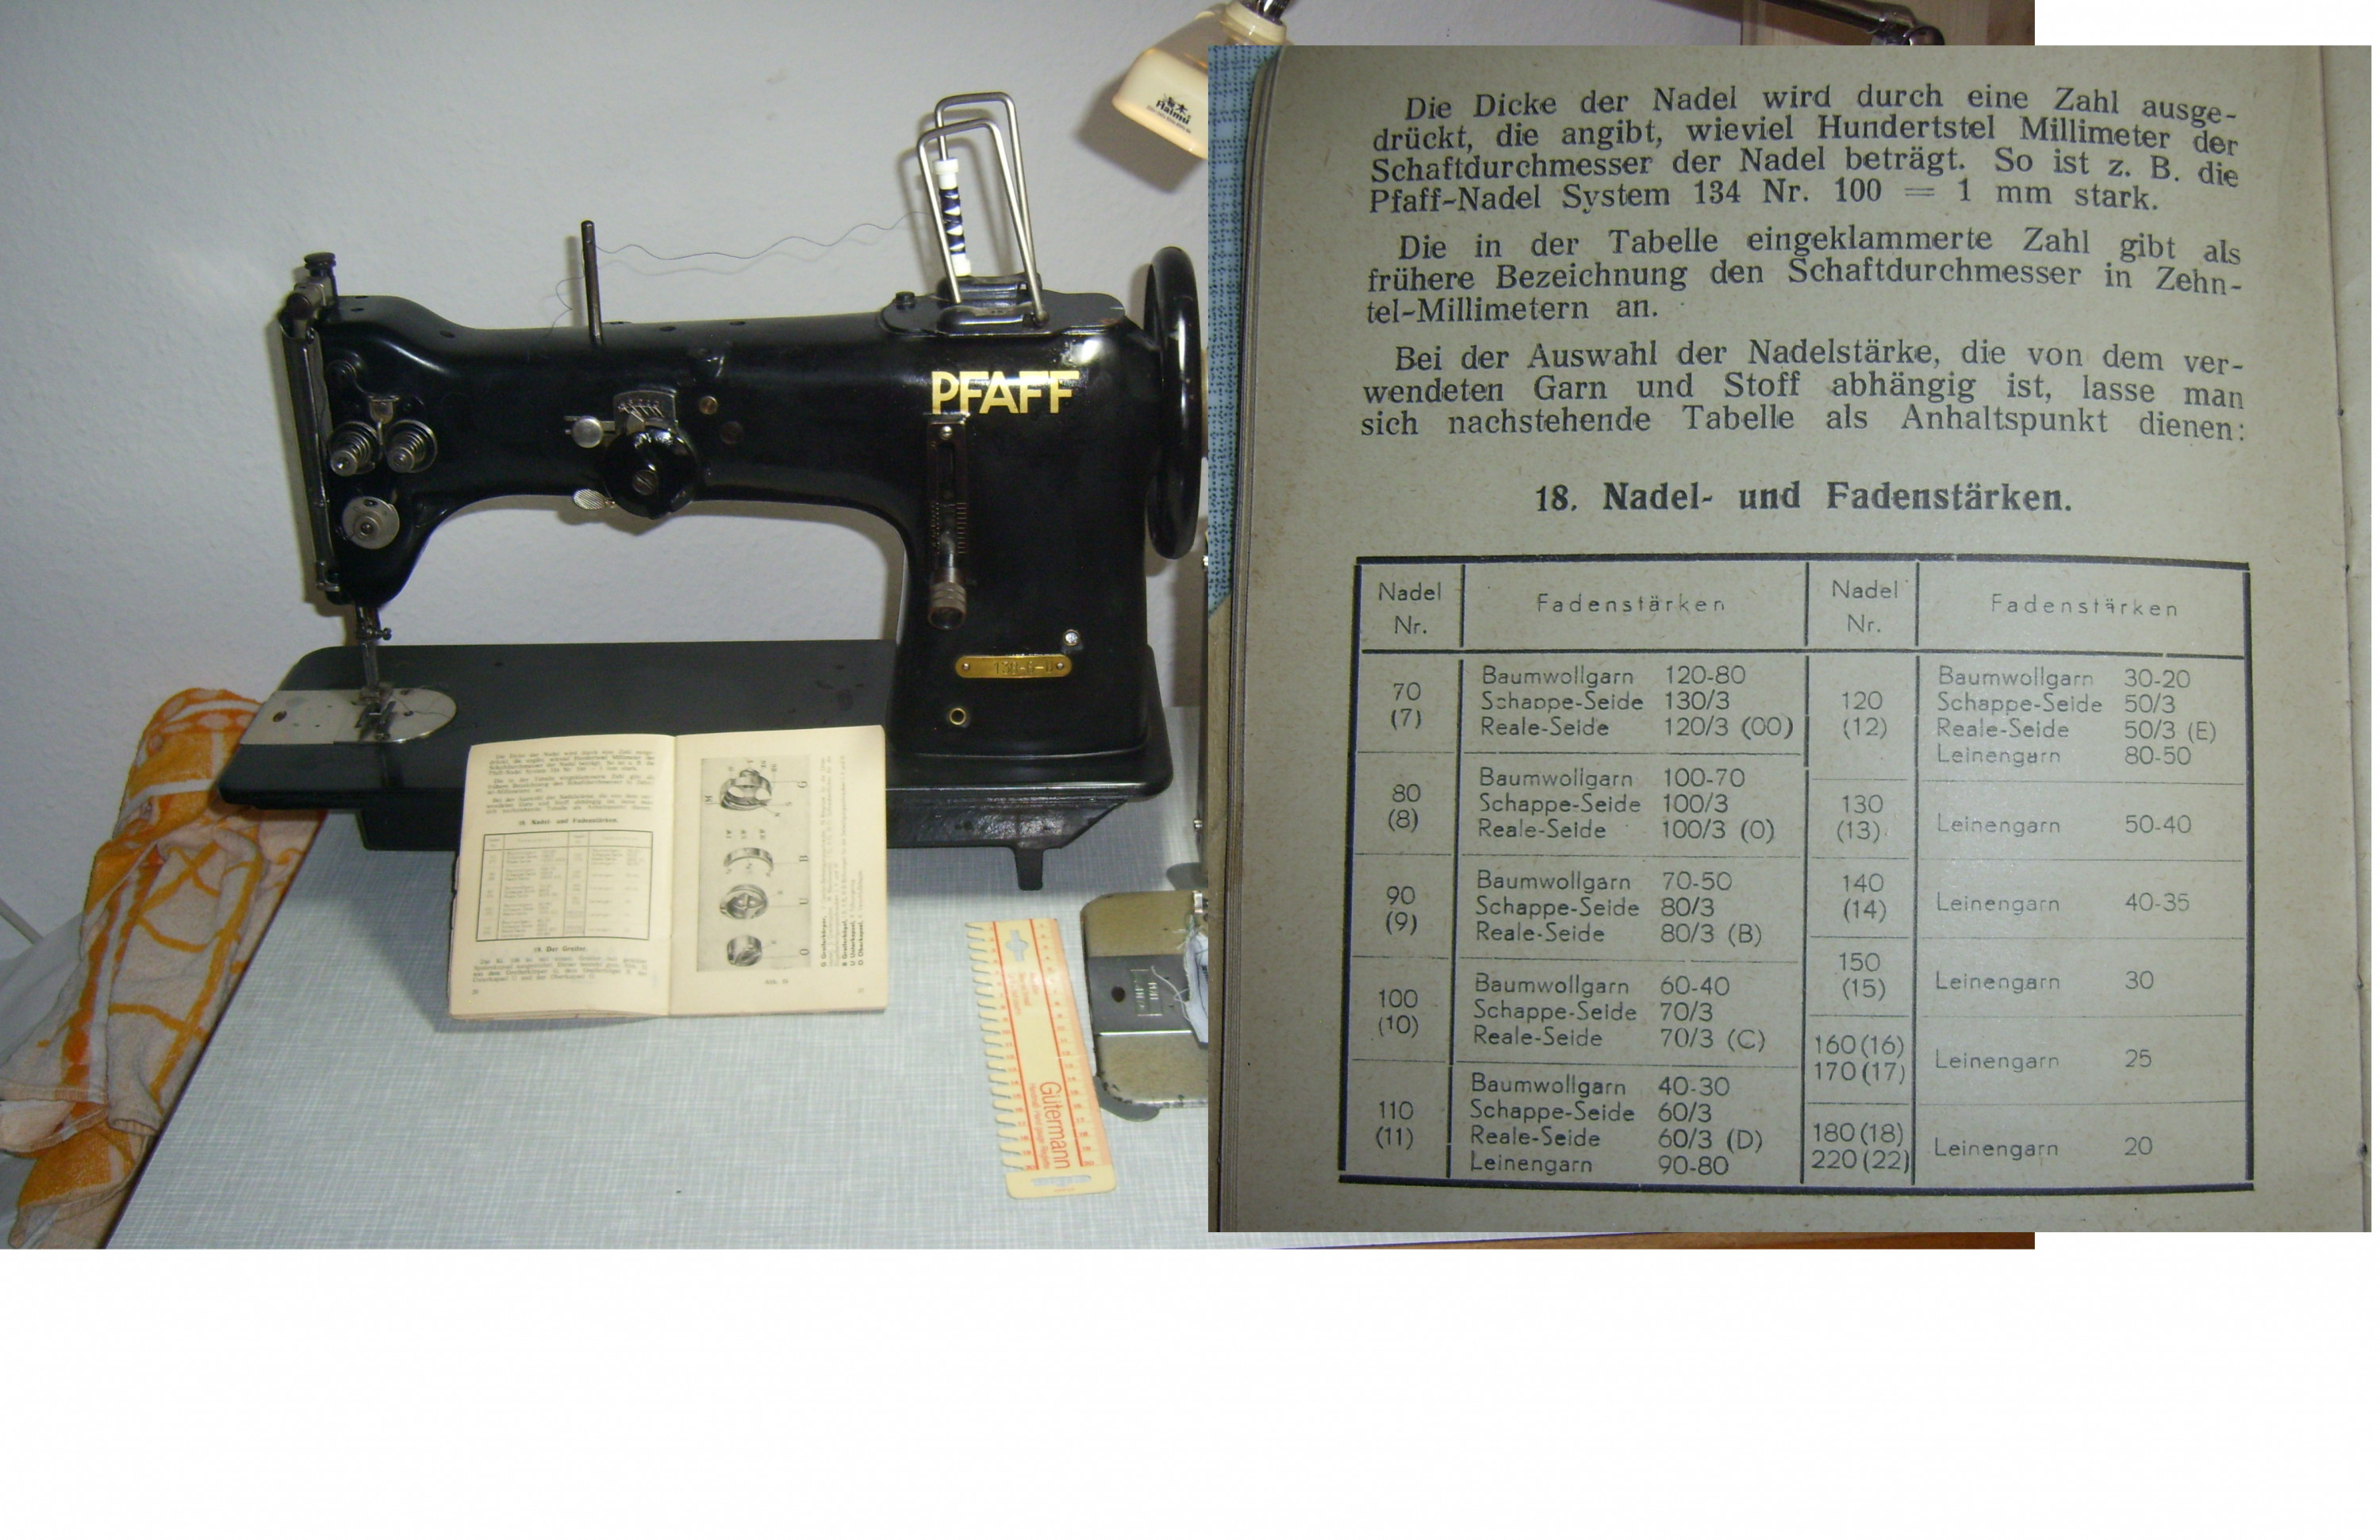 Haimu
PFAFF
138-6-U
Gütermann
18. Nadel- und Fadenstärken.
19. Der Greifer.
G
B
U
O
Die Dicke der Nadel wird durch eine Zahl ausge-
drückt, die angibt, wieviel Hundertstel Millimeter der
Schaftdurchmesser der Nadel beträgt. So ist z. B. die
Pfaff-Nadel System 134 Nr. 100 = 1 mm stark.
Die in der Tabelle eingeklammerte Zahl gibt als
frühere Bezeichnung den Schaftdurchmesser in Zehn-
tel-Millimetern an.
Bei der Auswahl der Nadelstärke, die von dem ver-
wendeten Garn und Stoff abhängig ist, lasse man
sich nachstehende Tabelle als Anhaltspunkt dienen:
18. Nadel- und Fadenstärken.
Nadel Nr. Fadenstärken Nadel Nr. Fadenstärken
70 (7)
Baumwollgarn 120-80
Schappe-Seide 130/3
Reale-Seide 120/3 (00)
80 (8)
Baumwollgarn 100-70
Schappe-Seide 100/3
Reale-Seide 100/3 (0)
90 (9)
Baumwollgarn 70-50
Schappe-Seide 80/3
Reale-Seide 80/3 (B)
100 (10)
Baumwollgarn 60-40
Schappe-Seide 70/3
Reale-Seide 70/3 (C)
110 (11)
Baumwollgarn 40-30
Schappe-Seide 60/3
Reale-Seide 60/3 (D)
Leinengarn 90-80
120 (12)
Baumwollgarn 30-20
Schappe-Seide 50/3
Reale-Seide 50/3 (E)
Leinengarn 80-50
130 (13) Leinengarn 50-40
140 (14) Leinengarn 40-35
150 (15) Leinengarn 30
160 (16)
170 (17) Leinengarn 25
180 (18)
220 (22) Leinengarn 20